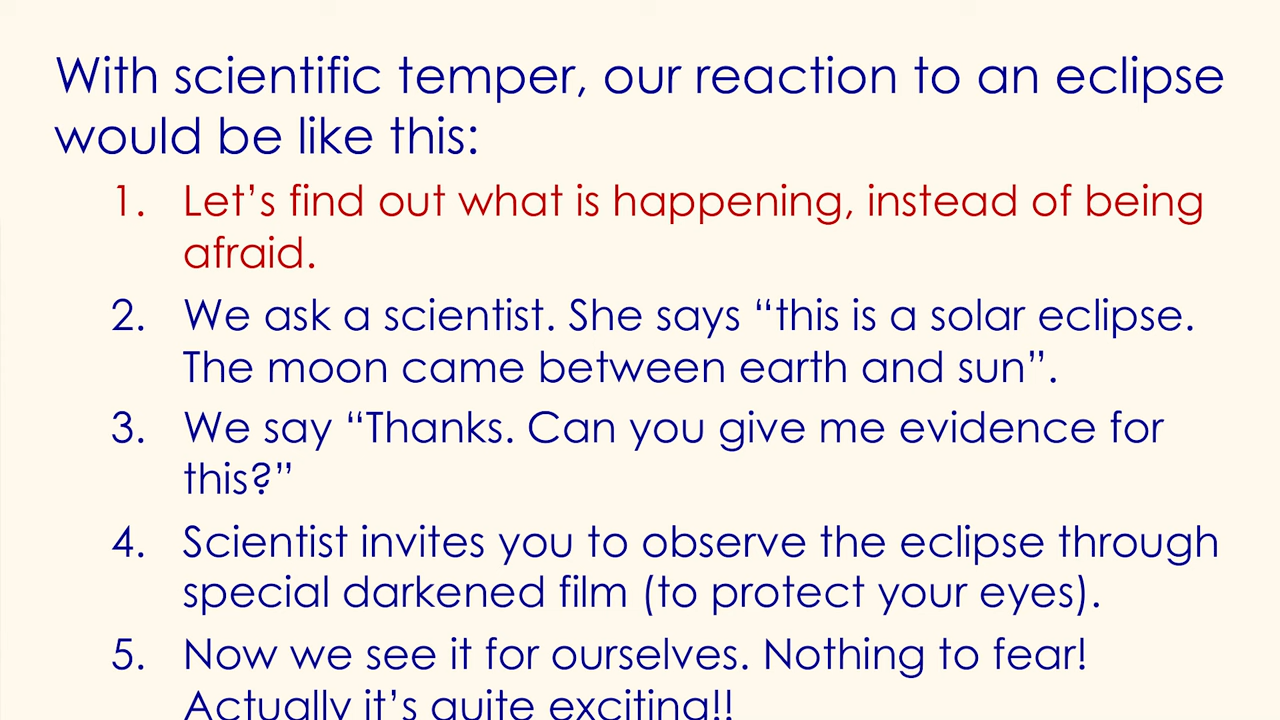 With scientific temper, our reaction to an eclipse
would be like this:
1. Let’s find out what is happening, instead of being
afraid.
2. We ask a scientist. She says “this is a solar eclipse.
The moon came between earth and sun”.
3. We say “Thanks. Can you give me evidence for
this?”
4. Scientist invites you to observe the eclipse through
special darkened film (to protect your eyes).
5. Now we see it for ourselves. Nothing to fear!
Actually it’s quite exciting!!